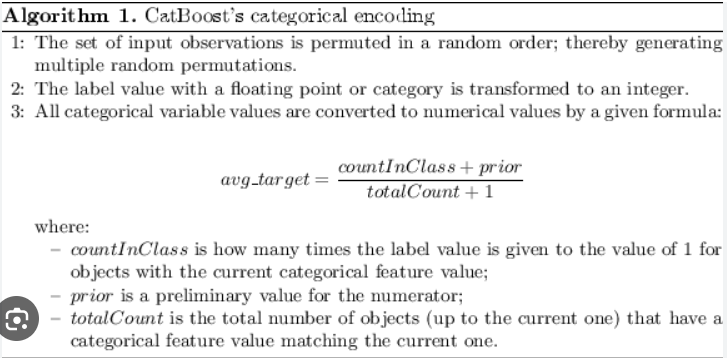 Algorithm 1. CatBoost's categorical encoding
1: The set of input observations is permuted in a random order; thereby generating
multiple random permutations.
2: The label value with a floating point or category is transformed to an integer.
3: All categorical variable values are converted to numerical values by a given formula:
avg_target = (countInClass + prior) / (totalCount + 1)
where:
– countInClass is how many times the label value is given to the value of 1 for
objects with the current categorical feature value;
– prior is a preliminary value for the numerator;
– totalCount is the total number of objects (up to the current one) that have a
categorical feature value matching the current one.